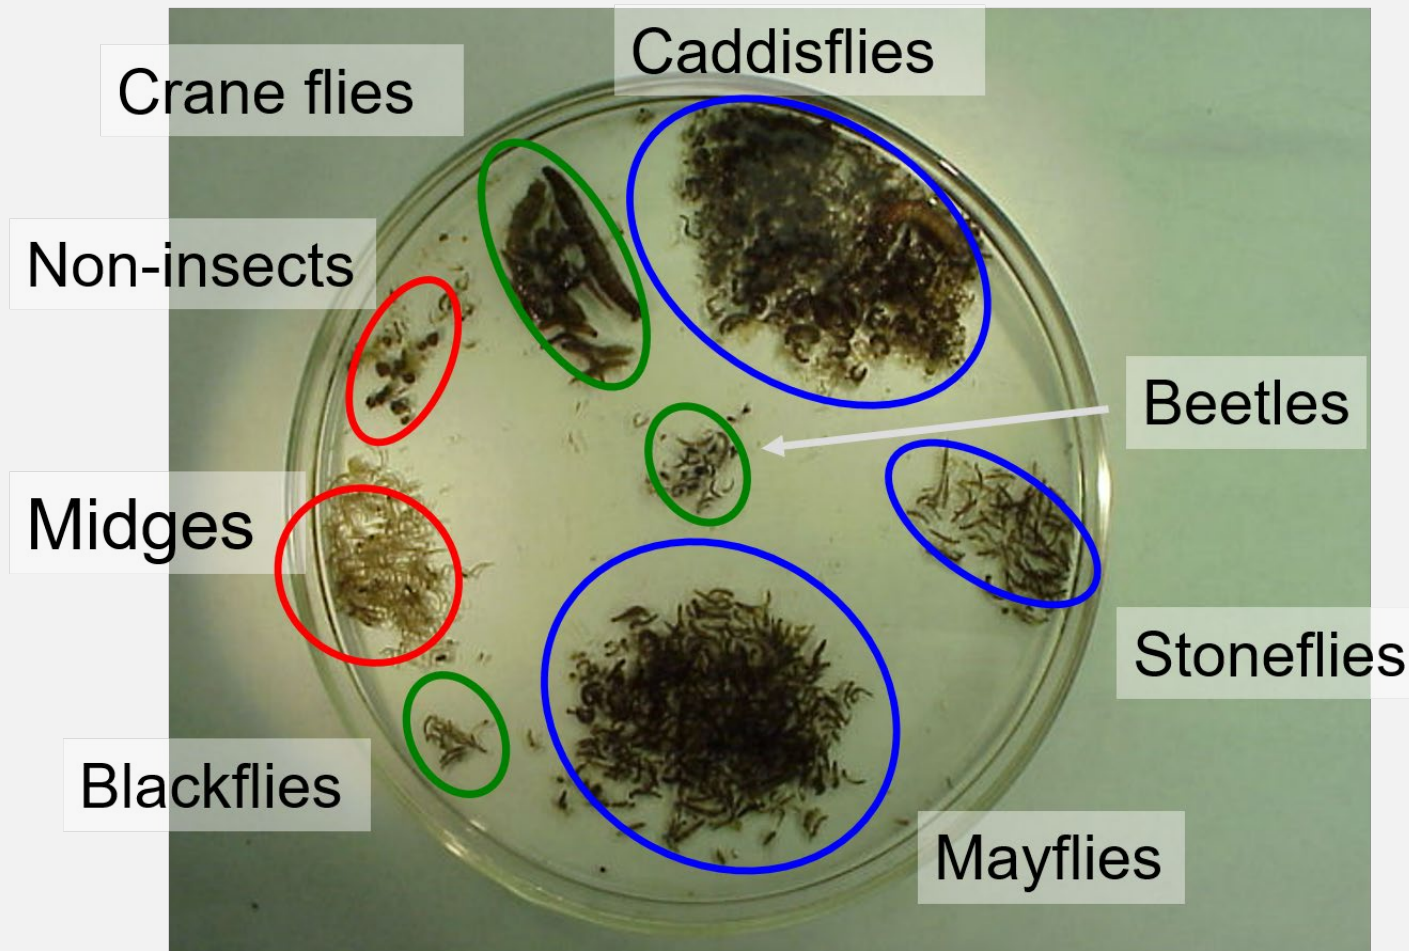 Caddisflies
Crane flies
Non-insects
Beetles
Midges
Stoneflies
Blackflies
Mayflies